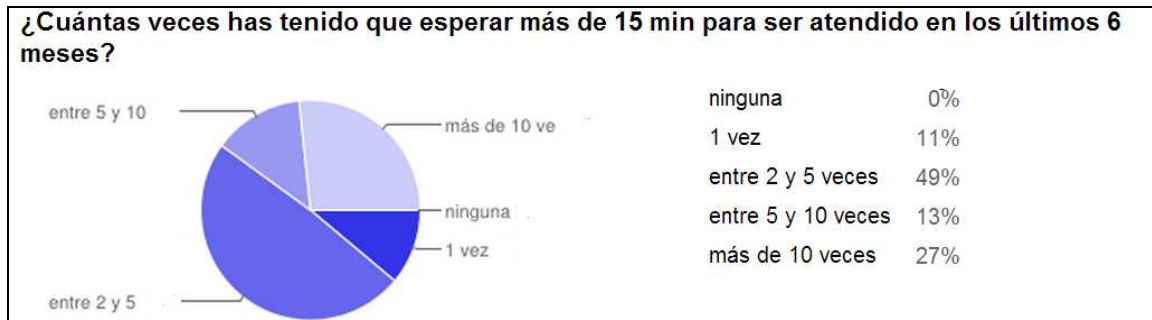 ¿Cuántas veces has tenido que esperar más de 15 min para ser atendido en los últimos 6
meses?
entre 5 y 10
más de 10 ve
ninguna
1 vez
entre 2 y 5
ninguna 0%
1 vez 11%
entre 2 y 5 veces 49%
entre 5 y 10 veces 13%
más de 10 veces 27%